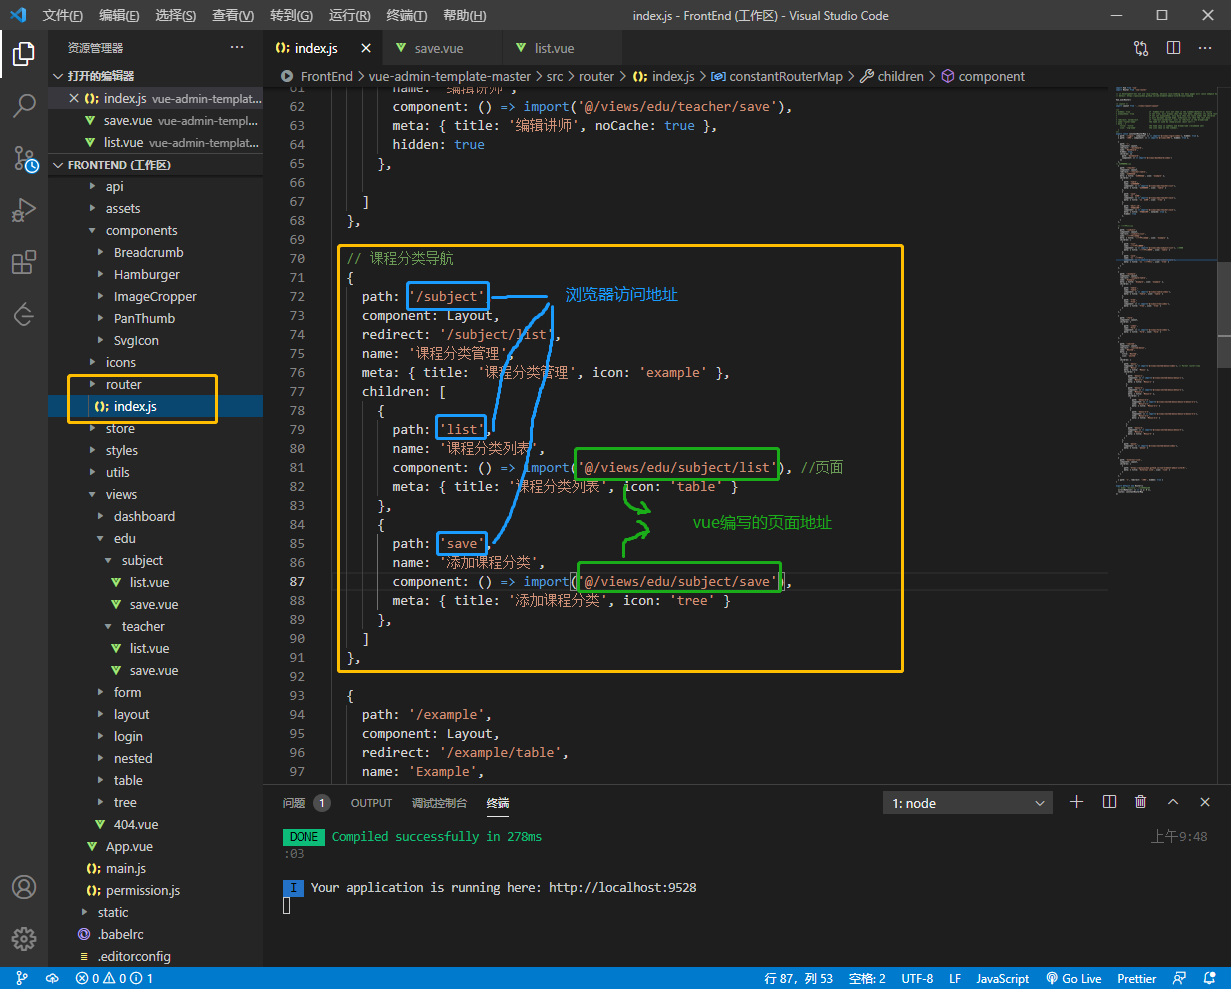 文件(F) 编辑(E) 选择(S) 查看(V) 转到(G) 运行(R) 终端(T) 帮助(H) index.js - FrontEnd (工作区) - Visual Studio Code
资源管理器 ···
index.js save.vue list.vue
打开的编辑器
index.js vue-admin-templat...
save.vue vue-admin-templ...
list.vue vue-admin-templat...
FRONTEND (工作区)
api
assets
components
Breadcrumb
Hamburger
ImageCropper
PanThumb
SvgIcon
icons
router
index.js
store
styles
utils
views
dashboard
edu
subject
list.vue
save.vue
teacher
list.vue
save.vue
form
layout
login
nested
table
tree
404.vue
App.vue
main.js
permission.js
static
.babelrc
.editorconfig
FrontEnd > vue-admin-template-master > src > router > index.js > constantRouterMap > children > component
61 name: '编辑讲师',
62 component: () => import('@/views/edu/teacher/save'),
63 meta: { title: '编辑讲师', noCache: true },
64 hidden: true
65 },
66
67 ]
68 },
69
70 // 课程分类导航
71 {
72 path: '/subject', 浏览器访问地址
73 component: Layout,
74 redirect: '/subject/list',
75 name: '课程分类管理',
76 meta: { title: '课程分类管理', icon: 'example' },
77 children: [
78 {
79 path: 'list',
80 name: '课程分类列表',
81 component: () => import('@/views/edu/subject/list'), //页面
82 meta: { title: '课程分类列表', icon: 'table' }
83 },
84 { vue编写的页面地址
85 path: 'save',
86 name: '添加课程分类',
87 component: () => import('@/views/edu/subject/save'),
88 meta: { title: '添加课程分类', icon: 'tree' }
89 },
90 ]
91 },
92
93 {
94 path: '/example',
95 component: Layout,
96 redirect: '/example/table',
97 name: 'Example',
问题 1 OUTPUT 调试控制台 终端 1: node
DONE Compiled successfully in 278ms 上午9:48
:03
I Your application is running here: http://localhost:9528
0 0 1 行 87，列 53 空格: 2 UTF-8 LF JavaScript Go Live Prettier